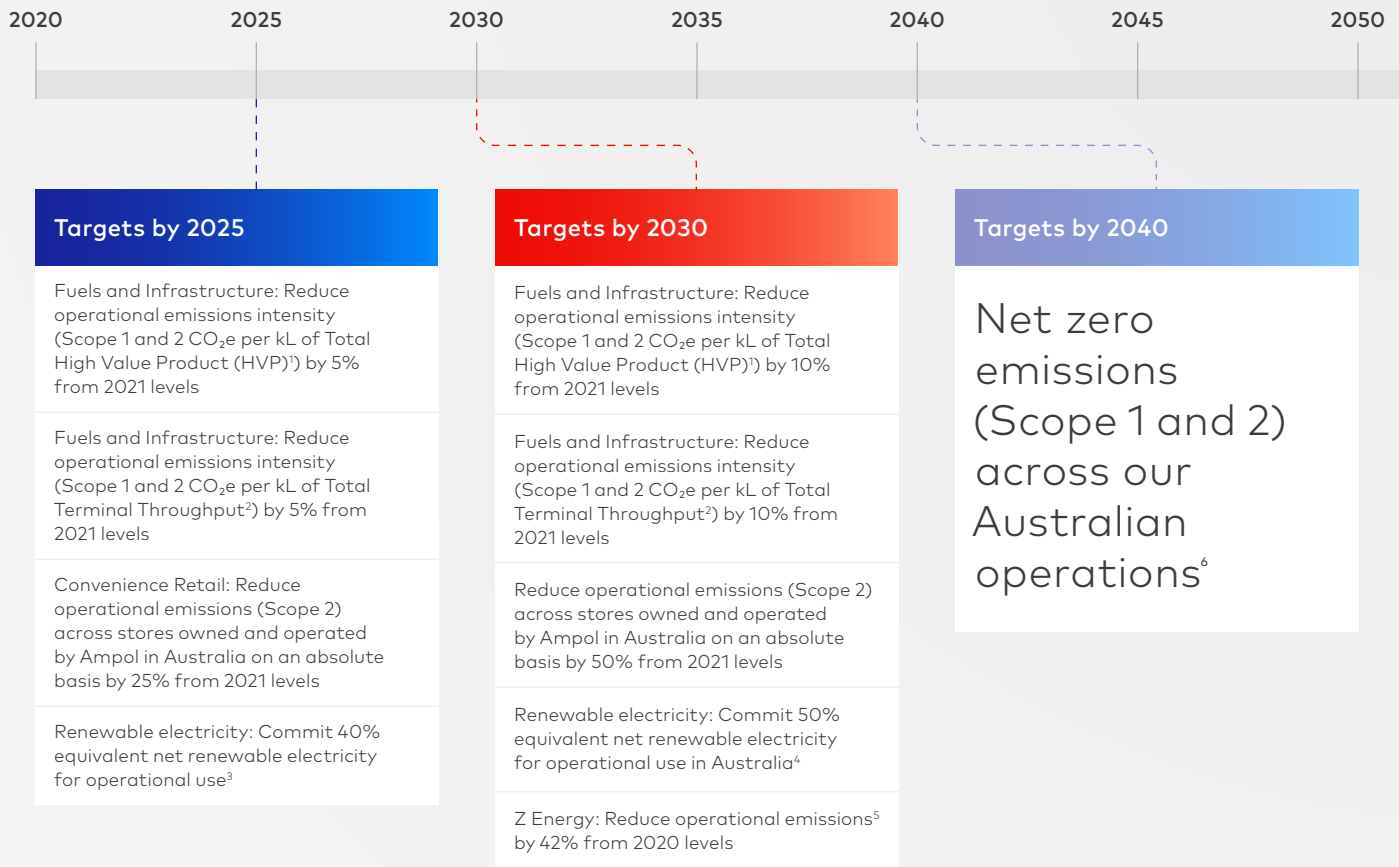 2020 2025 2030 2035 2040 2045 2050
Targets by 2025
Fuels and Infrastructure: Reduce
operational emissions intensity
(Scope 1 and 2 CO₂e per kL of Total
High Value Product (HVP)¹) by 5%
from 2021 levels
Fuels and Infrastructure: Reduce
operational emissions intensity
(Scope 1 and 2 CO₂e per kL of Total
Terminal Throughput²) by 5% from
2021 levels
Convenience Retail: Reduce
operational emissions (Scope 2)
across stores owned and operated
by Ampol in Australia on an absolute
basis by 25% from 2021 levels
Renewable electricity: Commit 40%
equivalent net renewable electricity
for operational use³
Targets by 2030
Fuels and Infrastructure: Reduce
operational emissions intensity
(Scope 1 and 2 CO₂e per kL of Total
High Value Product (HVP)¹) by 10%
from 2021 levels
Fuels and Infrastructure: Reduce
operational emissions intensity
(Scope 1 and 2 CO₂e per kL of Total
Terminal Throughput²) by 10% from
2021 levels
Reduce operational emissions (Scope 2)
across stores owned and operated
by Ampol in Australia on an absolute
basis by 50% from 2021 levels
Renewable electricity: Commit 50%
equivalent net renewable electricity
for operational use in Australia⁴
Z Energy: Reduce operational emissions⁵
by 42% from 2020 levels
Targets by 2040
Net zero
emissions
(Scope 1 and 2)
across our
Australian
operations⁶